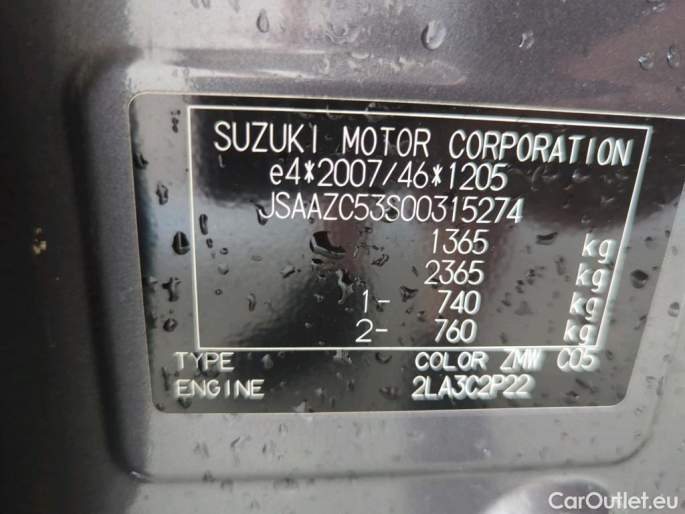 SUZUKI MOTOR CORPORATION
e4*2007/46*1205
JSAAZC53S00315274
1365 kg
2365 kg
1- 740 kg
2- 760 kg
TYPE COLOR ZMW C05
ENGINE 2LA3C2P22
CarOutlet.eu